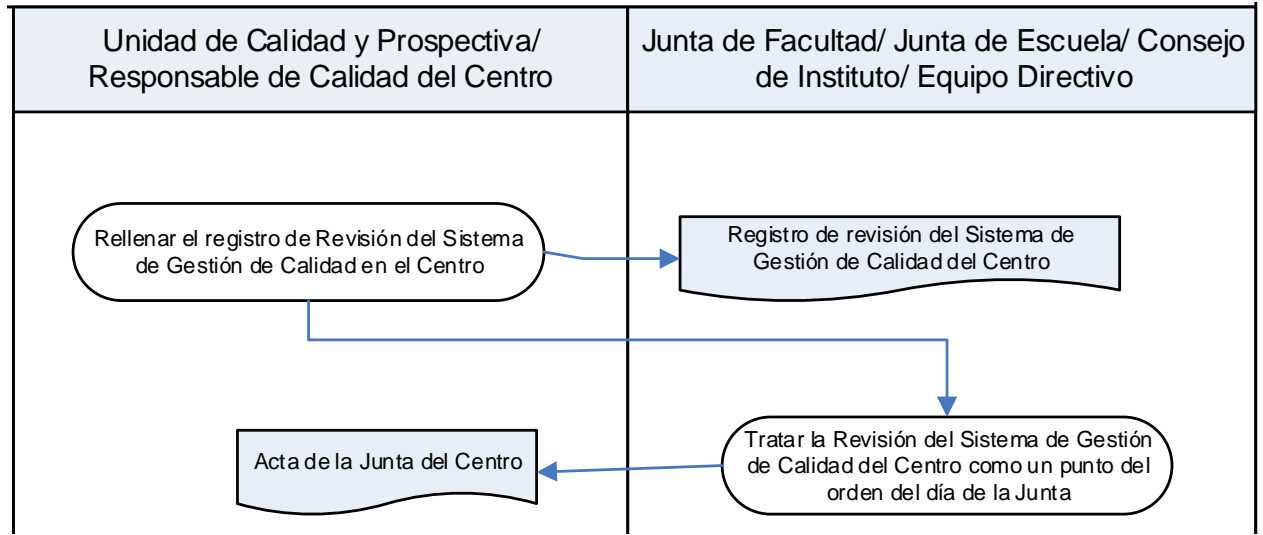 Unidad de Calidad y Prospectiva/
Responsable de Calidad del Centro
Junta de Facultad/ Junta de Escuela/ Consejo
de Instituto/ Equipo Directivo
Rellenar el registro de Revisión del Sistema
de Gestión de Calidad en el Centro
Registro de revisión del Sistema de
Gestión de Calidad del Centro
Acta de la Junta del Centro
Tratar la Revisión del Sistema de Gestión
de Calidad del Centro como un punto del
orden del día de la Junta